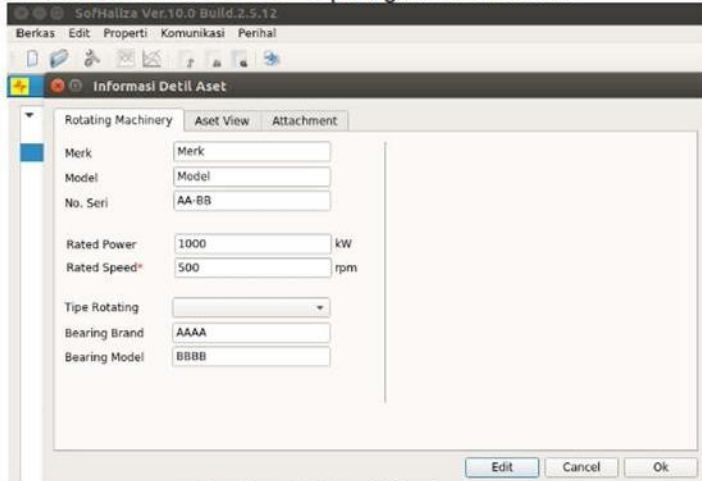 SofHaliza Ver.10.0 Build.2.5.12
Berkas Edit Properti Komunikasi Perihal
Informasi Detil Aset
Rotating Machinery Aset View Attachment
Merk Merk
Model Model
No. Seri AA-BB
Rated Power 1000 kW
Rated Speed* 500 rpm
Tipe Rotating
Bearing Brand AAAA
Bearing Model BBBB
Edit Cancel Ok